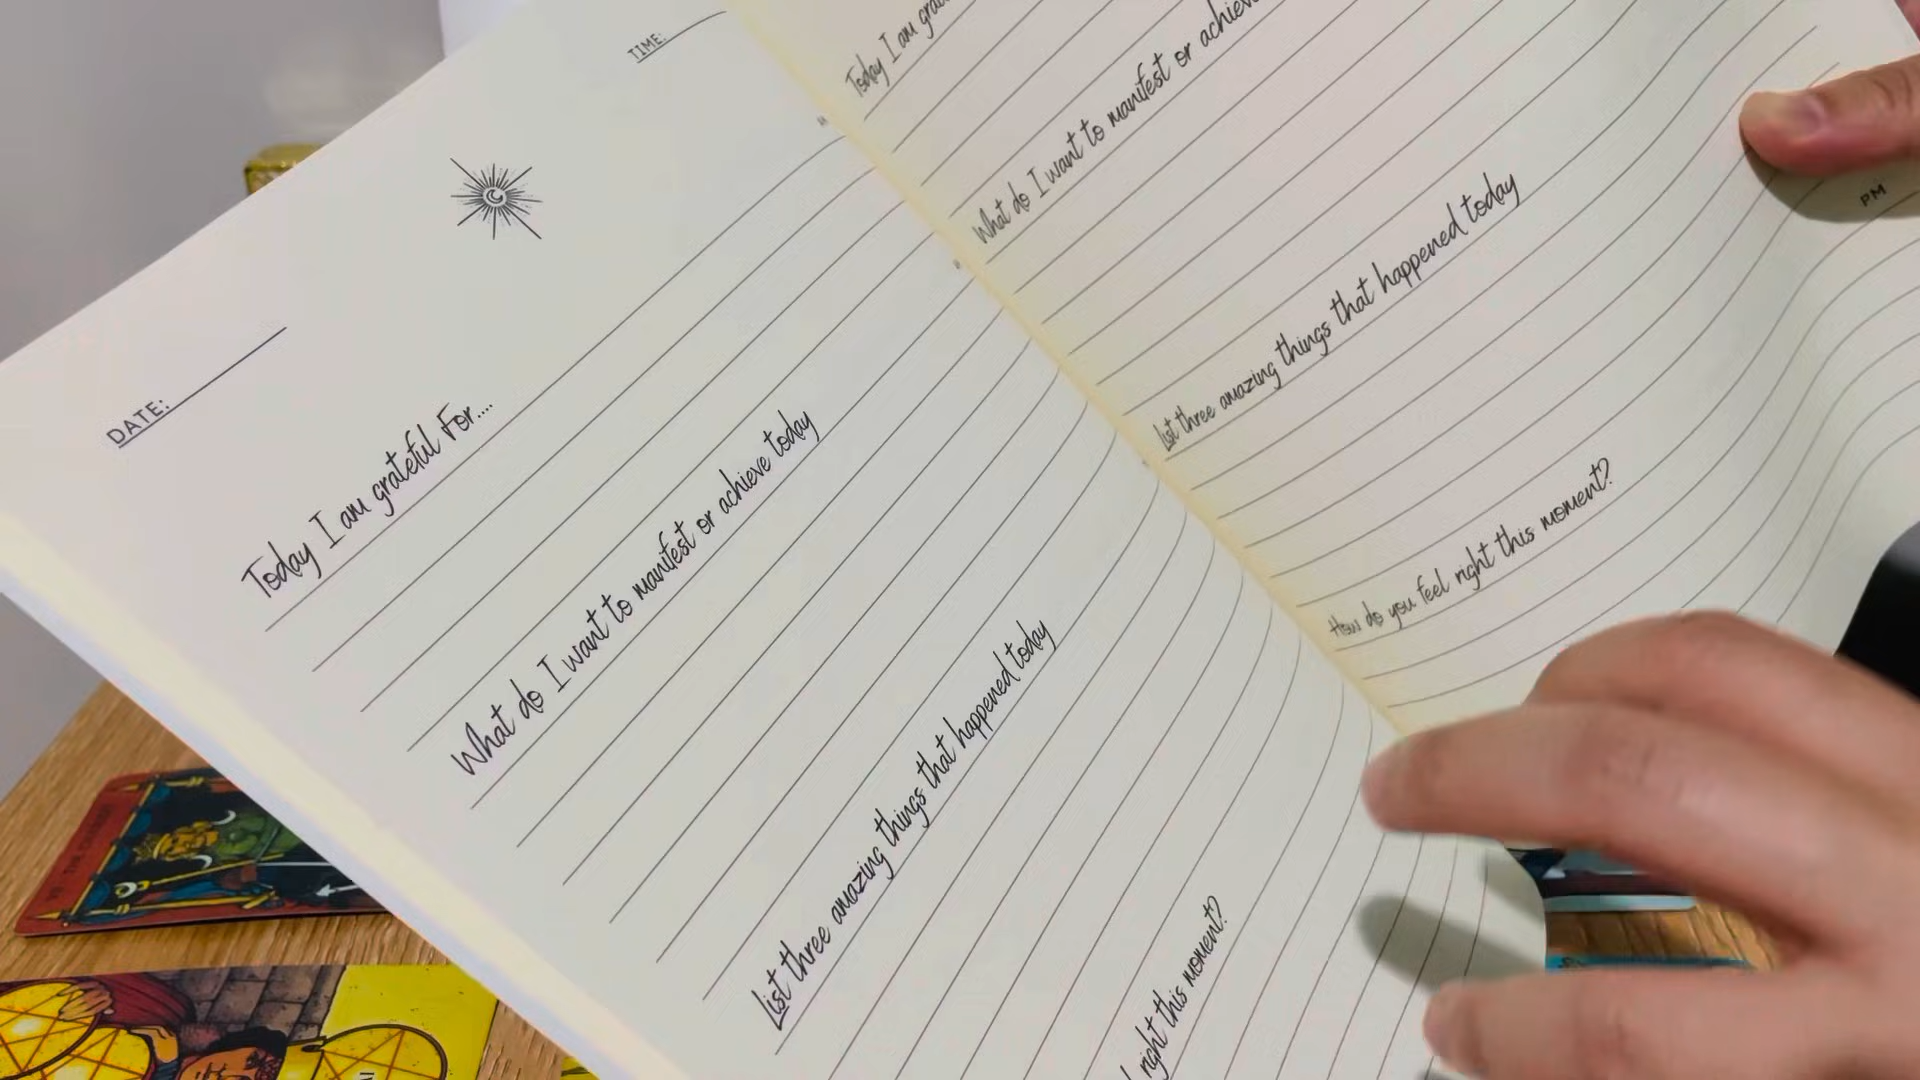 TIME:
DATE:
Today I am grateful For....
What do I want to manifest or achieve today
List three amazing things that happened today
right this moment?
Today I am
What do I want to manifest or
List three amazing things that happened today
How do you feel right this moment?
PM